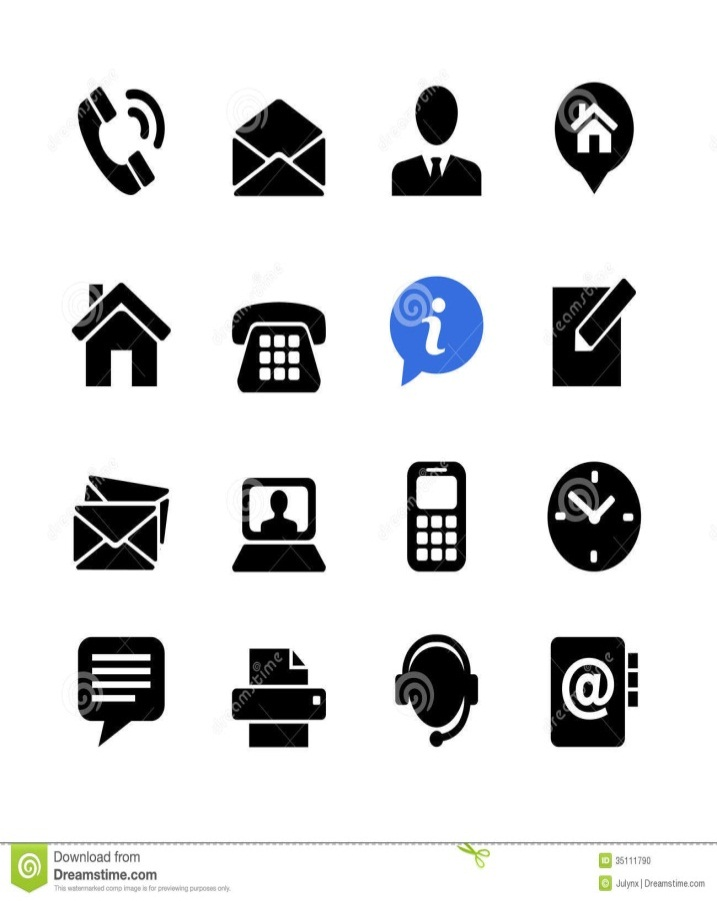 i
@
Download from
Dreamstime.com
This watermarked comp image is for previewing purposes only.
35111790
Julynx | Dreamstime.com